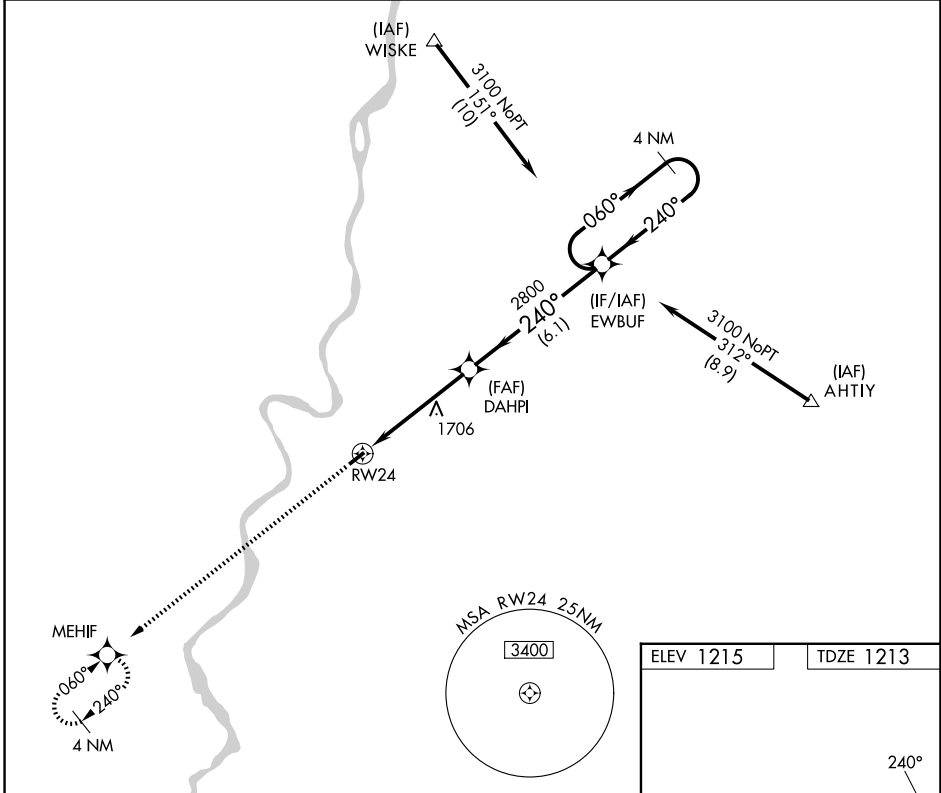 (IAF)
WISKE
3100 NoPT
151°
(10)
4 NM
060°
240°
(IF/IAF)
EWBUF
2800
240°
(6.1)
3100 NoPT
312°
(8.9)
(IAF)
AHTIY
(FAF)
DAHPI
1706
RW24
MEHIF
060°
240°
4 NM
MSA RW24 25NM
3400
ELEV 1215
TDZE 1213
240°